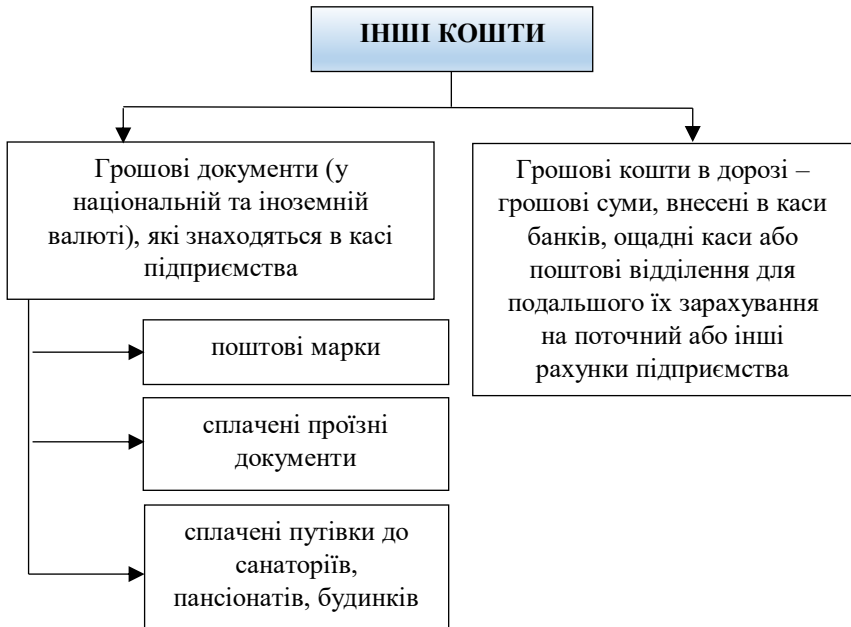 ІНШІ КОШТИ
Грошові документи (у
національній та іноземній
валюті), які знаходяться в касі
підприємства
Грошові кошти в дорозі –
грошові суми, внесені в каси
банків, ощадні каси або
поштові відділення для
подальшого їх зарахування
на поточний або інші
рахунки підприємства
поштові марки
сплачені проїзні
документи
сплачені путівки до
санаторіїв,
пансіонатів, будинків